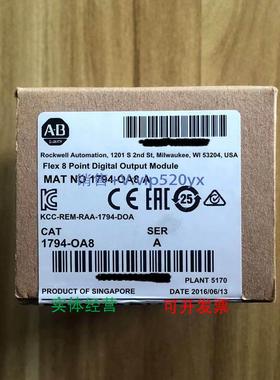 AB
Rockwell Automation, 1201 S 2nd St, Milwaukee, WI 53204, USA
Flex 8 Point Digital Output Module
MAT N 1794-OA8/A
CE
25
KCC-REM-RAA-1794-DOA
CAT
SER
1794-OA8
A
PLANT 5170
实体经营
可开发票
PRODUCT OF SINGAPORE
DATE 2016/06/13